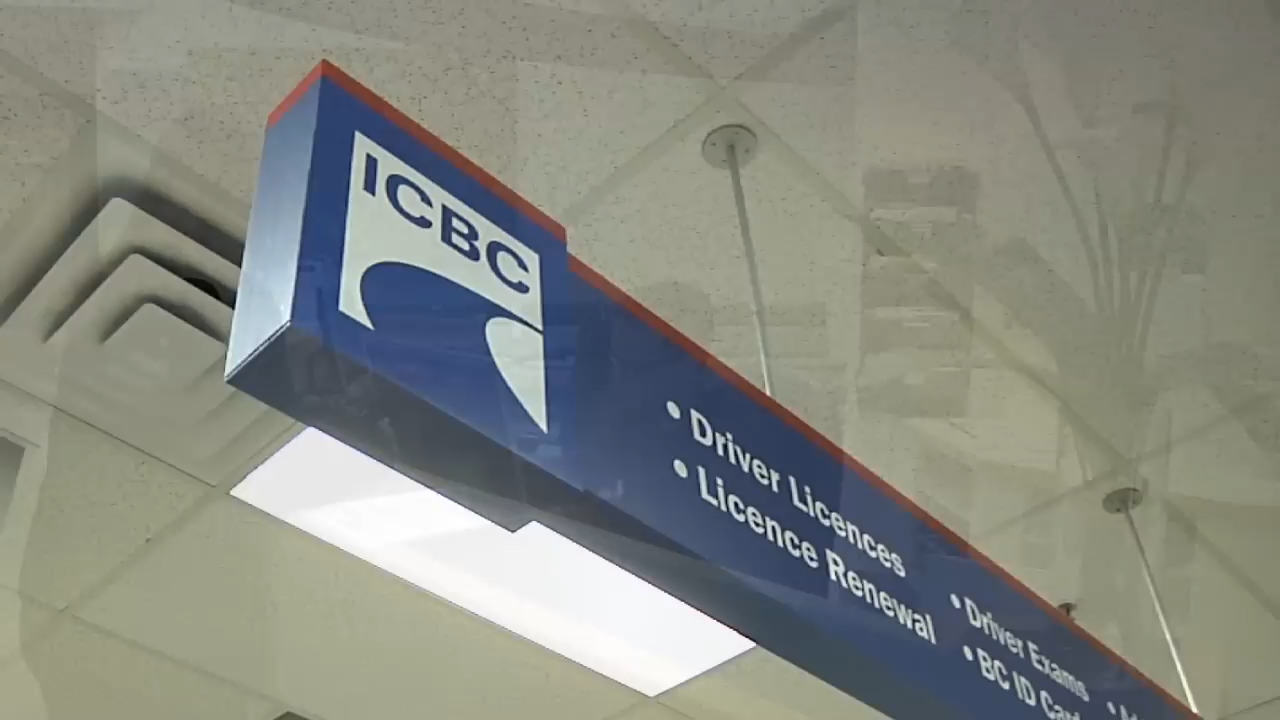 ICBC
• Driver Licences
• Licence Renewal
• Driver Exams
• BC ID